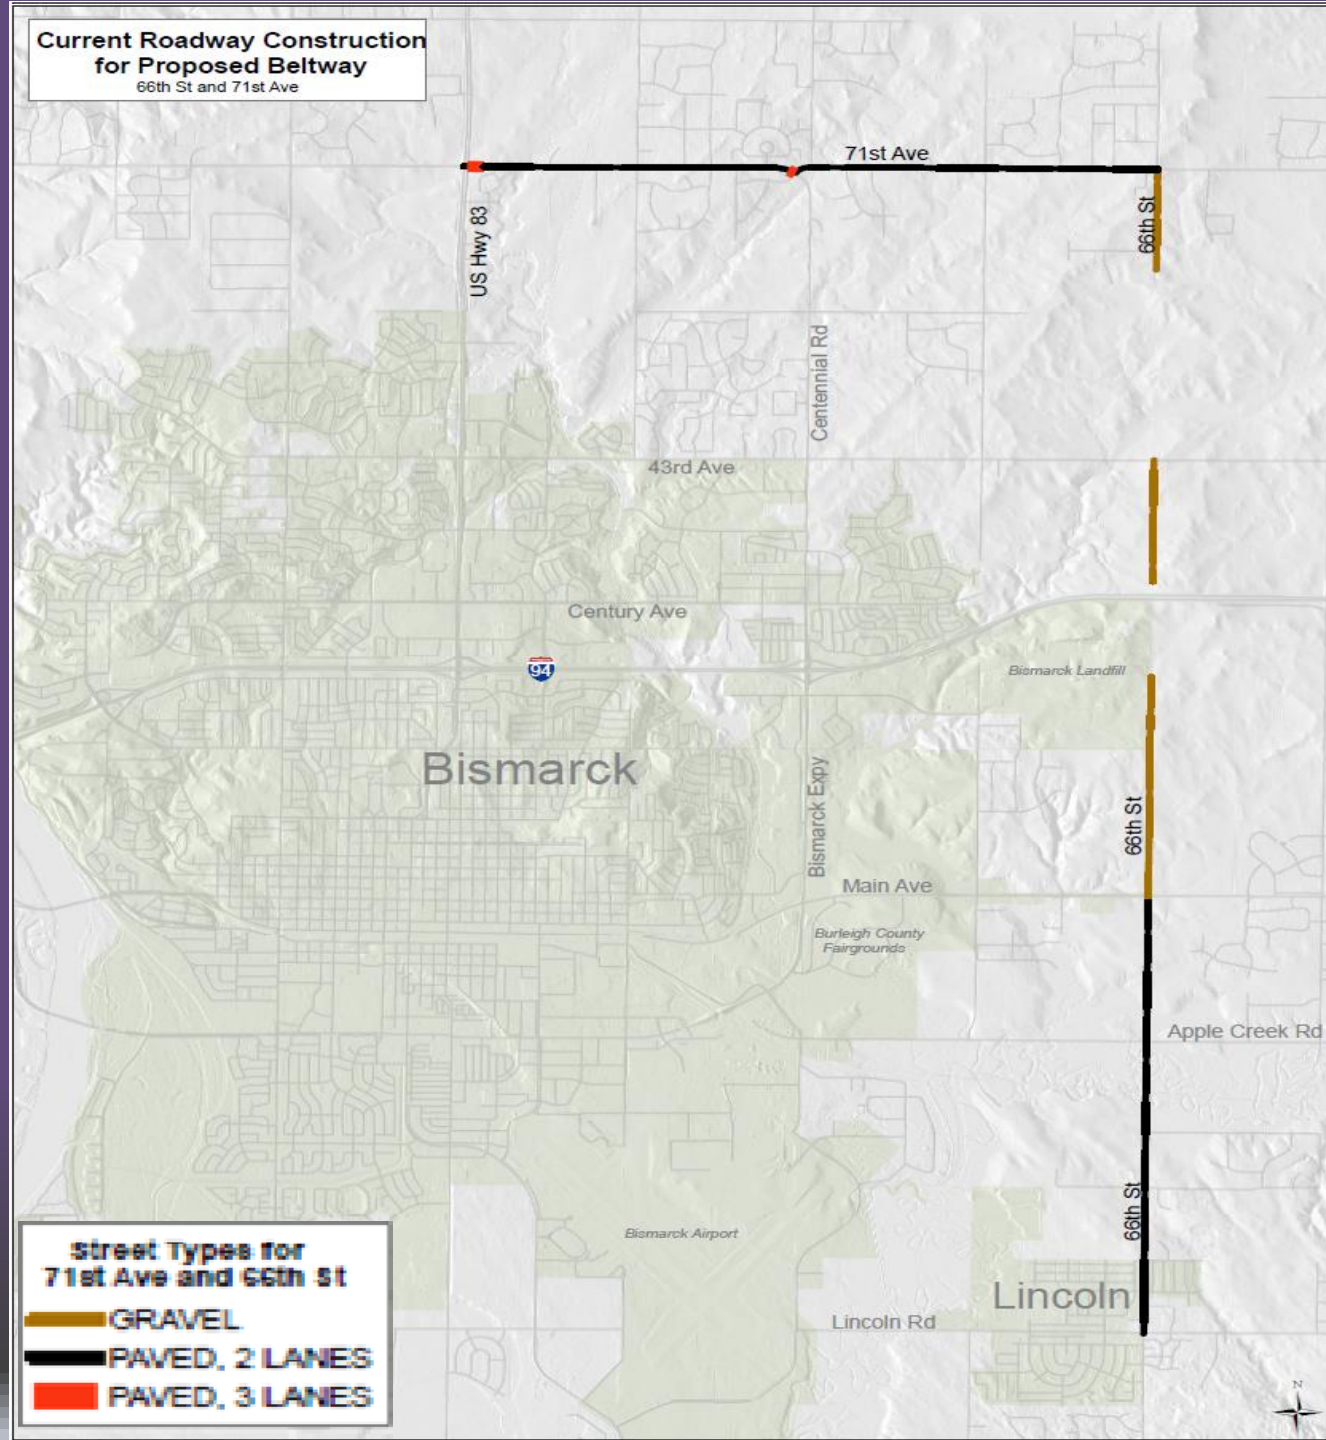 Current Roadway Construction
for Proposed Beltway
66th St and 71st Ave
71st Ave
66th St
US Hwy 83
Centennial Rd
43rd Ave
Century Ave
94
Bismarck Landfill
Bismarck
Bismarck Expy
66th St
Main Ave
Burleigh County
Fairgrounds
Apple Creek Rd
66th St
Bismarck Airport
Lincoln
Lincoln Rd
Street Types for
71st Ave and 66th St
GRAVEL
PAVED, 2 LANES
PAVED, 3 LANES
N